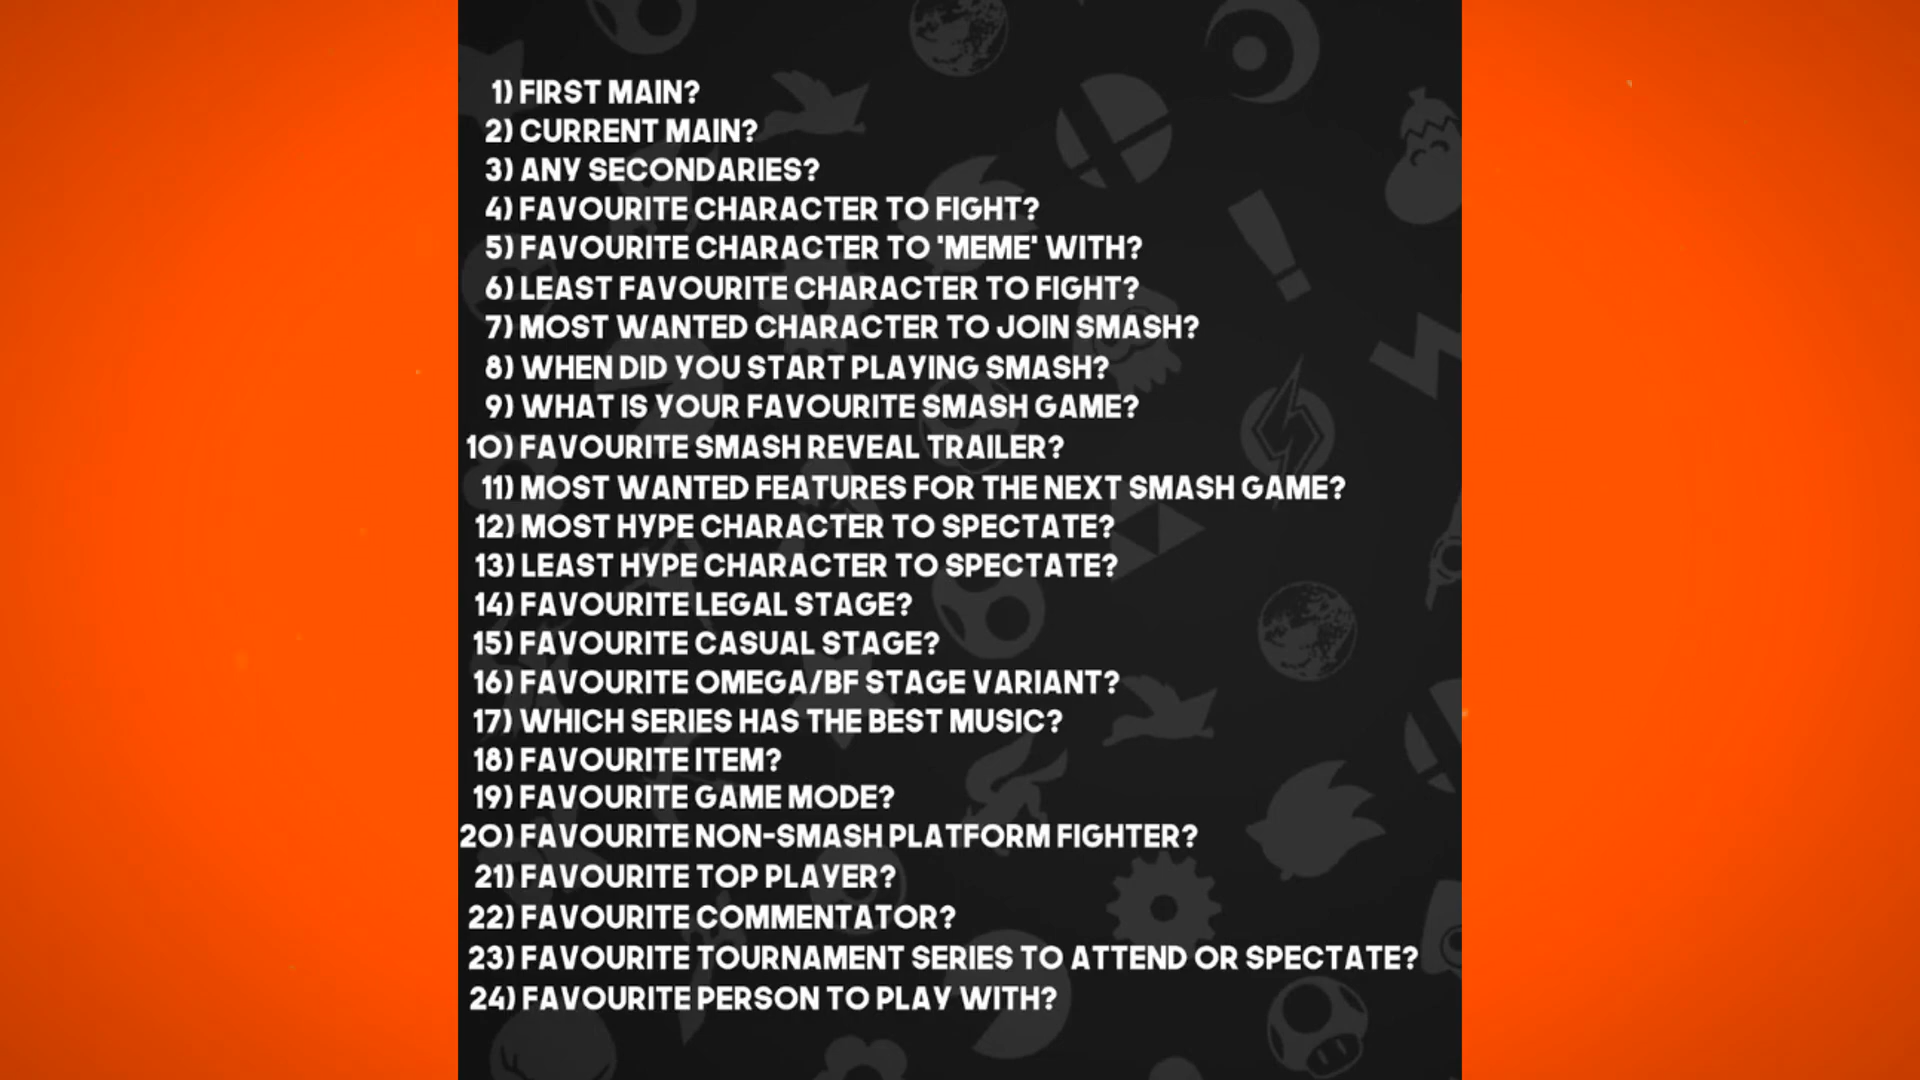 1) FIRST MAIN?
2) CURRENT MAIN?
3) ANY SECONDARIES?
4) FAVOURITE CHARACTER TO FIGHT?
5) FAVOURITE CHARACTER TO 'MEME' WITH?
6) LEAST FAVOURITE CHARACTER TO FIGHT?
7) MOST WANTED CHARACTER TO JOIN SMASH?
8) WHEN DID YOU START PLAYING SMASH?
9) WHAT IS YOUR FAVOURITE SMASH GAME?
10) FAVOURITE SMASH REVEAL TRAILER?
11) MOST WANTED FEATURES FOR THE NEXT SMASH GAME?
12) MOST HYPE CHARACTER TO SPECTATE?
13) LEAST HYPE CHARACTER TO SPECTATE?
14) FAVOURITE LEGAL STAGE?
15) FAVOURITE CASUAL STAGE?
16) FAVOURITE OMEGA/BF STAGE VARIANT?
17) WHICH SERIES HAS THE BEST MUSIC?
18) FAVOURITE ITEM?
19) FAVOURITE GAME MODE?
20) FAVOURITE NON-SMASH PLATFORM FIGHTER?
21) FAVOURITE TOP PLAYER?
22) FAVOURITE COMMENTATOR?
23) FAVOURITE TOURNAMENT SERIES TO ATTEND OR SPECTATE?
24) FAVOURITE PERSON TO PLAY WITH?